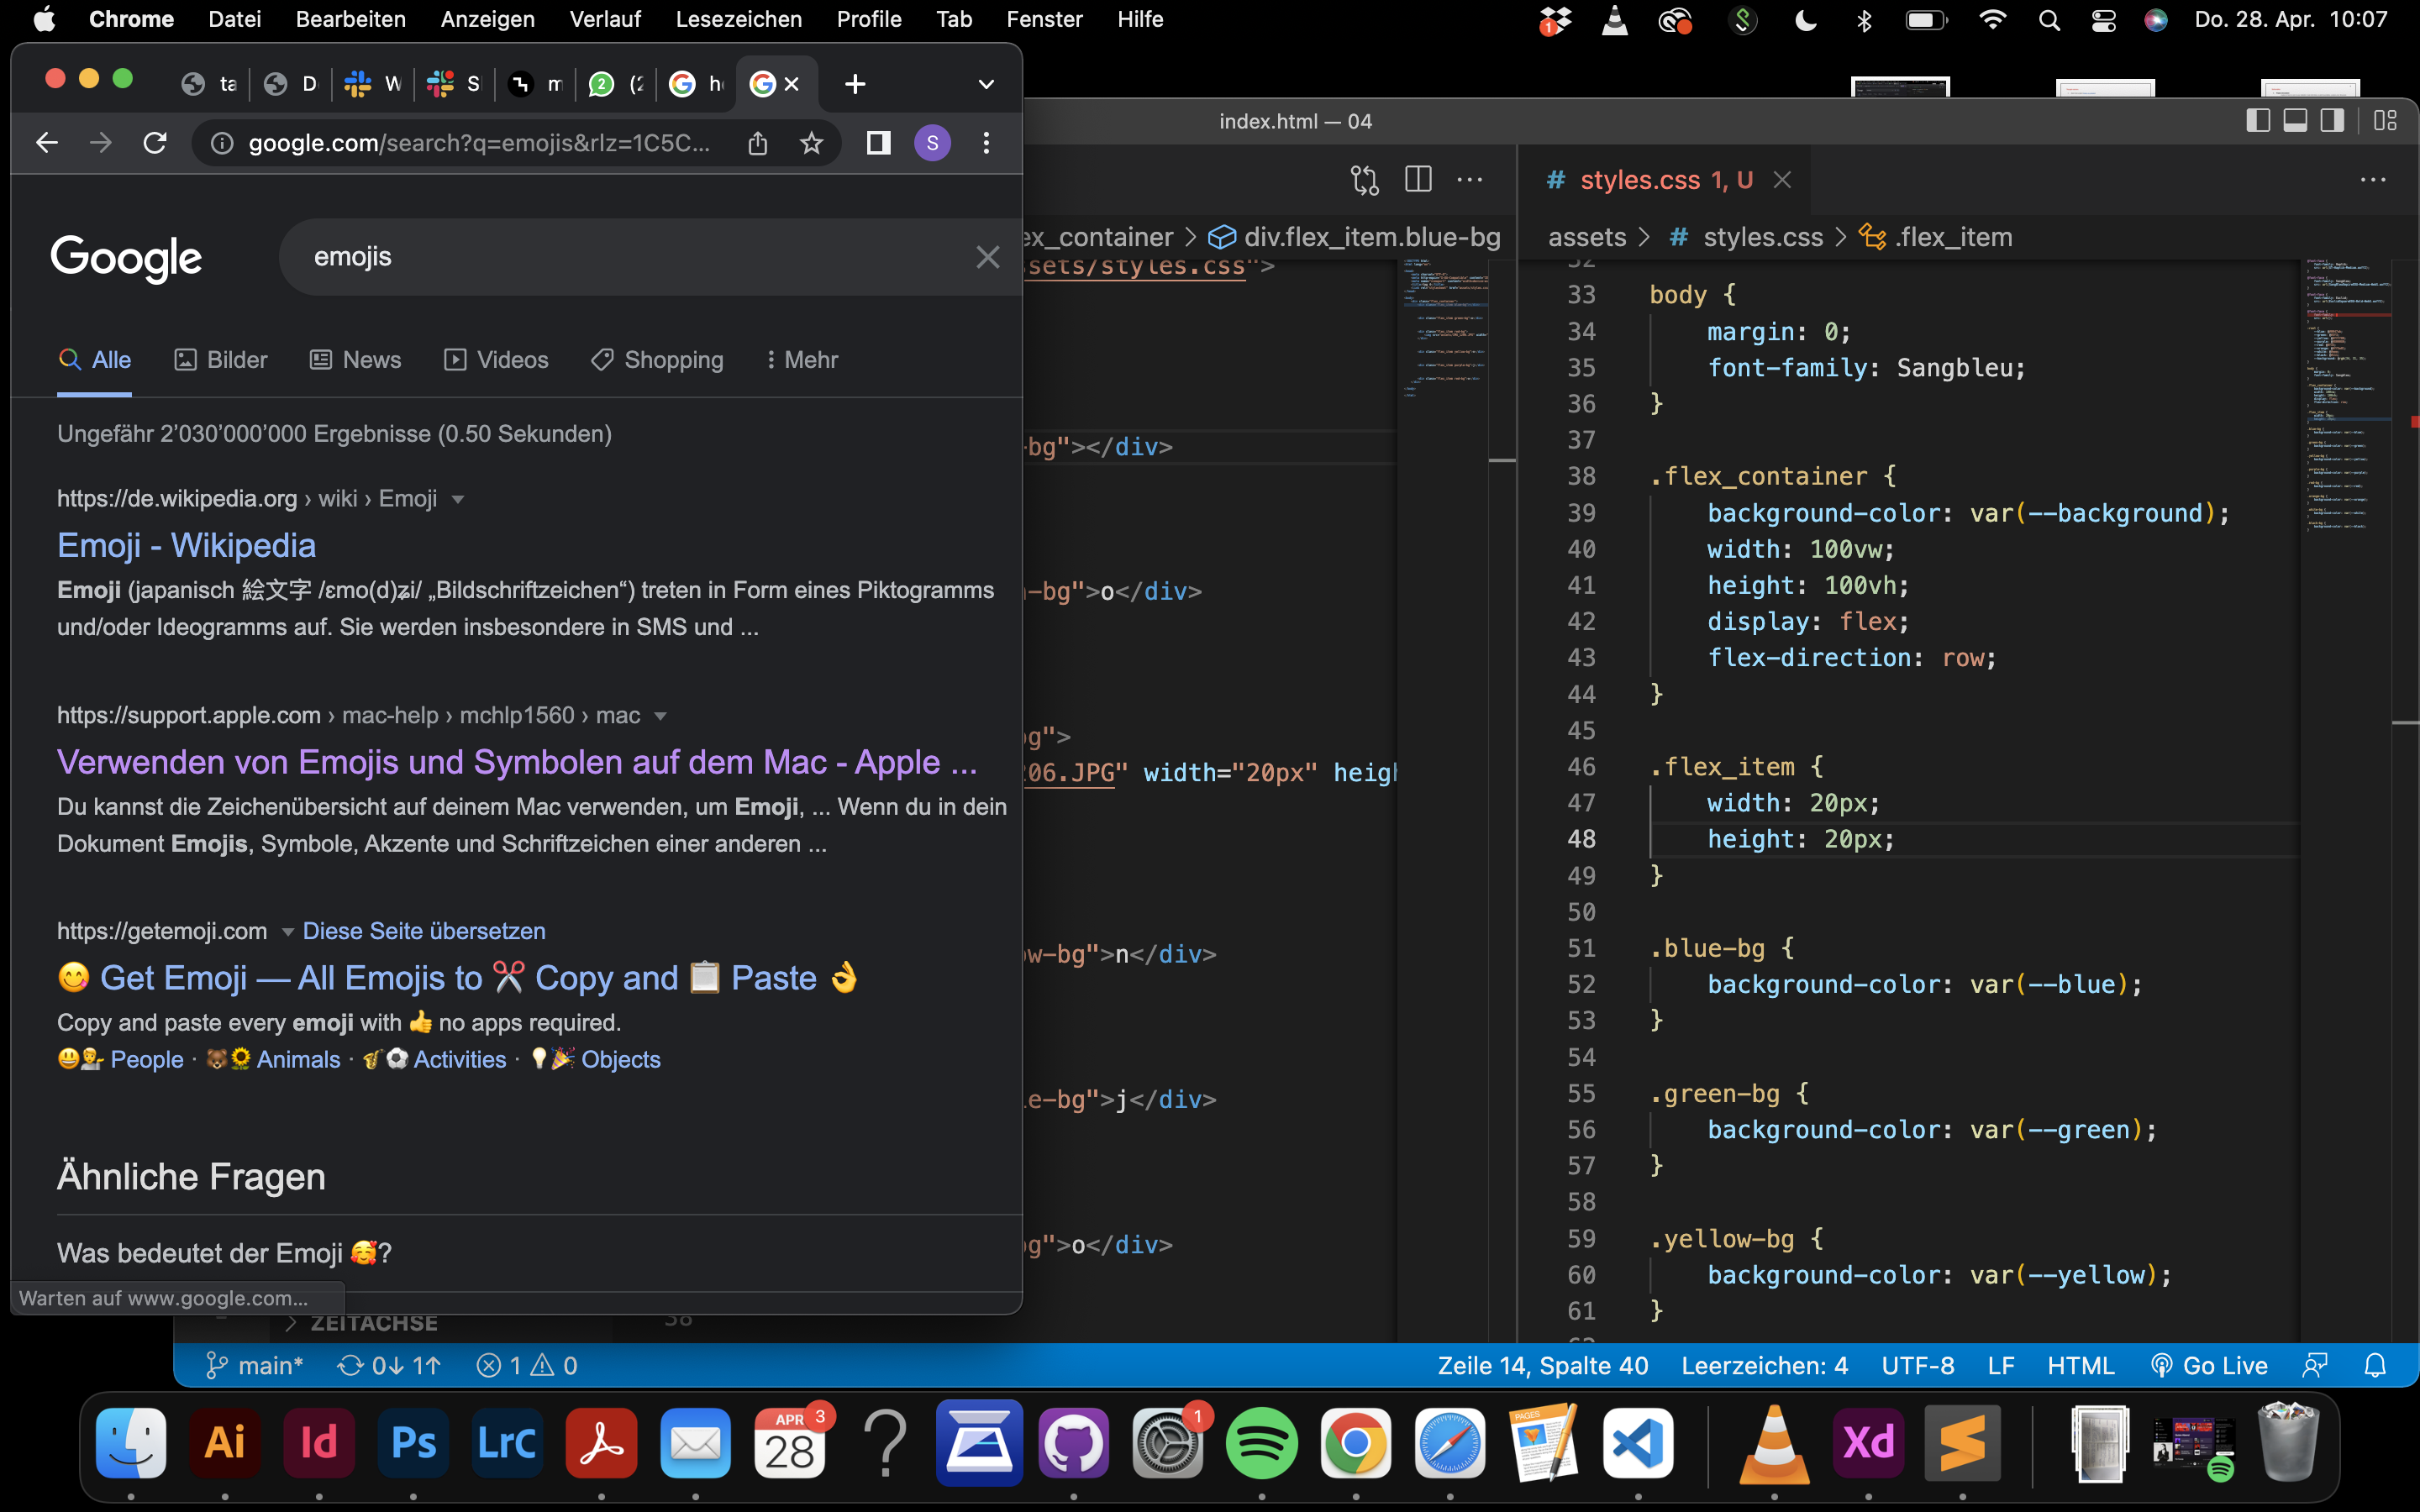 Chrome Datei Bearbeiten Anzeigen Verlauf Lesezeichen Profile Tab Fenster Hilfe
1
Do. 28. Apr. 10:07
ta D W S m 2 (2 h
google.com/search?q=emojis&rlz=1C5C...
S
Google
emojis
Alle Bilder News Videos Shopping Mehr
Ungefähr 2’030’000’000 Ergebnisse (0.50 Sekunden)
https://de.wikipedia.org › wiki › Emoji
Emoji - Wikipedia
Emoji (japanisch 絵文字 /ɛmo(d)ʑi/ „Bildschriftzeichen“) treten in Form eines Piktogramms
und/oder Ideogramms auf. Sie werden insbesondere in SMS und ...
https://support.apple.com › mac-help › mchlp1560 › mac
Verwenden von Emojis und Symbolen auf dem Mac - Apple ...
Du kannst die Zeichenübersicht auf deinem Mac verwenden, um Emoji, ... Wenn du in dein
Dokument Emojis, Symbole, Akzente und Schriftzeichen einer anderen ...
https://getemoji.com Diese Seite übersetzen
😋 Get Emoji — All Emojis to ✂️ Copy and 📋 Paste 👌
Copy and paste every emoji with 👍 no apps required.
😃💁 People · 🐻🌻 Animals · 🎷⚽ Activities · 💡🎉 Objects
Ähnliche Fragen
Was bedeutet der Emoji 🥰?
Warten auf www.google.com...
index.html — 04
ex_container > div.flex_item.blue-bg
sets/styles.css">
-bg"></div>
-bg">o</div>
g">
206.JPG" width="20px" heigh
w-bg">n</div>
le-bg">j</div>
g">o</div>
> ZEITACHSE
38
# styles.css 1, U
assets > # styles.css > .flex_item
32
33 body {
34 margin: 0;
35 font-family: Sangbleu;
36 }
37
38 .flex_container {
39 background-color: var(--background);
40 width: 100vw;
41 height: 100vh;
42 display: flex;
43 flex-direction: row;
44 }
45
46 .flex_item {
47 width: 20px;
48 height: 20px;
49 }
50
51 .blue-bg {
52 background-color: var(--blue);
53 }
54
55 .green-bg {
56 background-color: var(--green);
57 }
58
59 .yellow-bg {
60 background-color: var(--yellow);
61 }
main* 0↓ 1↑ 1 0
Zeile 14, Spalte 40 Leerzeichen: 4 UTF-8 LF HTML Go Live
Ai Id Ps LrC APR 28 3 ? 1 PAGES Xd